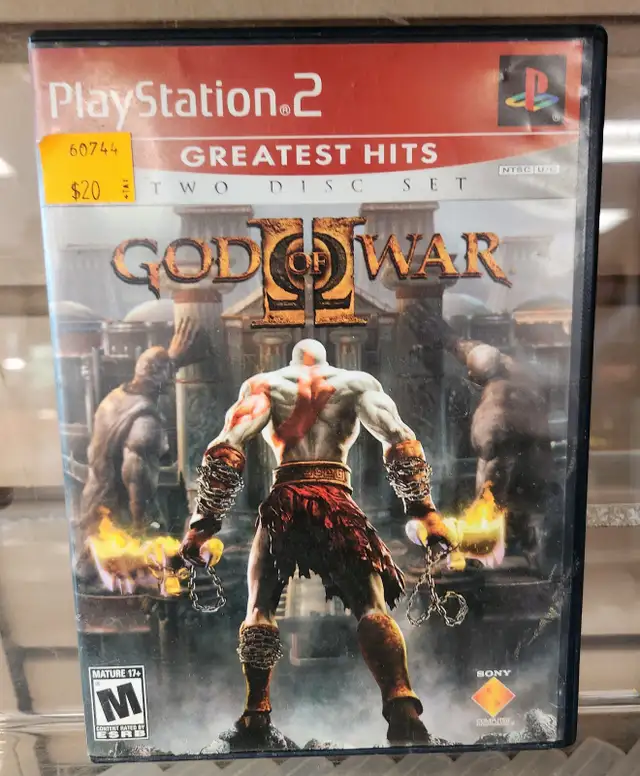 PlayStation®2
60744
$20
GREATEST HITS
NTSC U/C
TWO DISC SET
GOD OF WAR
II
MATURE 17+
M
CONTENT RATED BY
ESRB
SONY